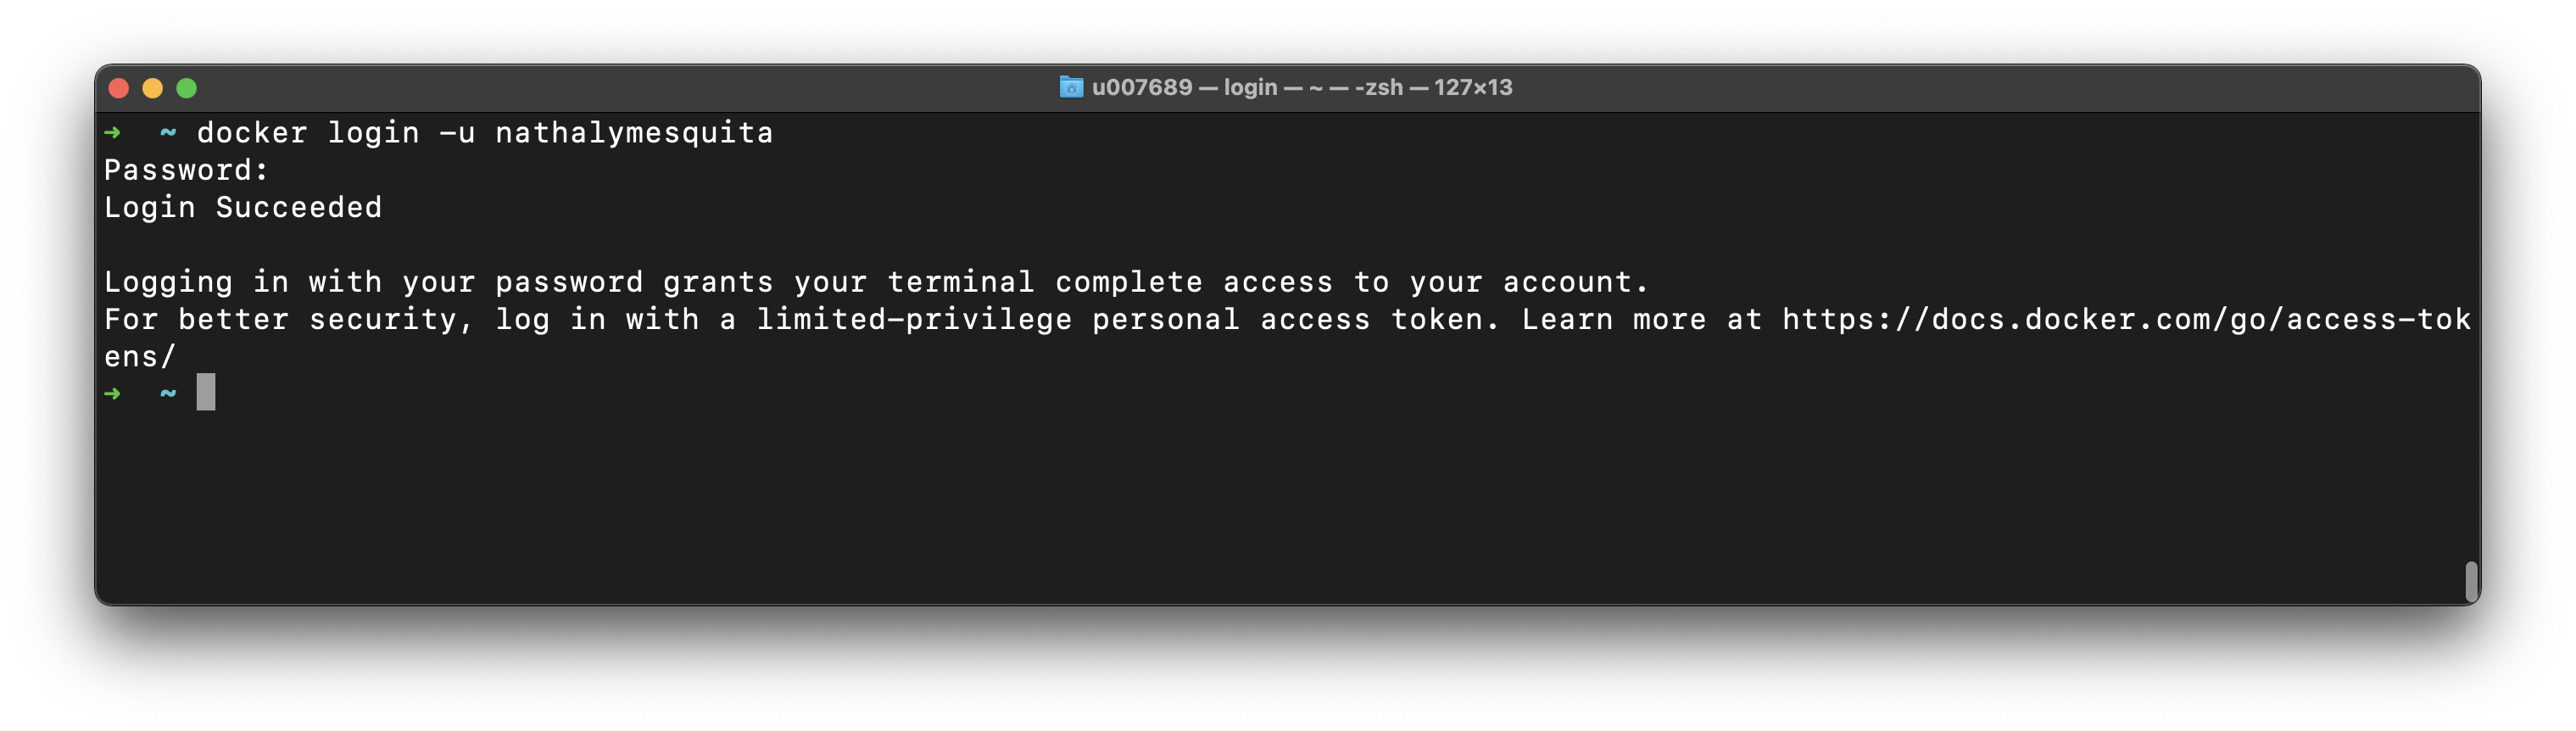 u007689 — login — ~ — -zsh — 127×13
➜  ~ docker login -u nathalymesquita
Password:
Login Succeeded
Logging in with your password grants your terminal complete access to your account.
For better security, log in with a limited-privilege personal access token. Learn more at https://docs.docker.com/go/access-tok
ens/
➜  ~